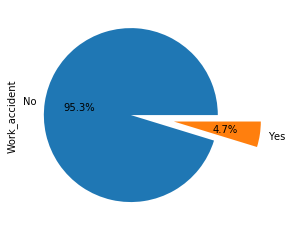 Work_accident
No
95.3%
4.7%
Yes